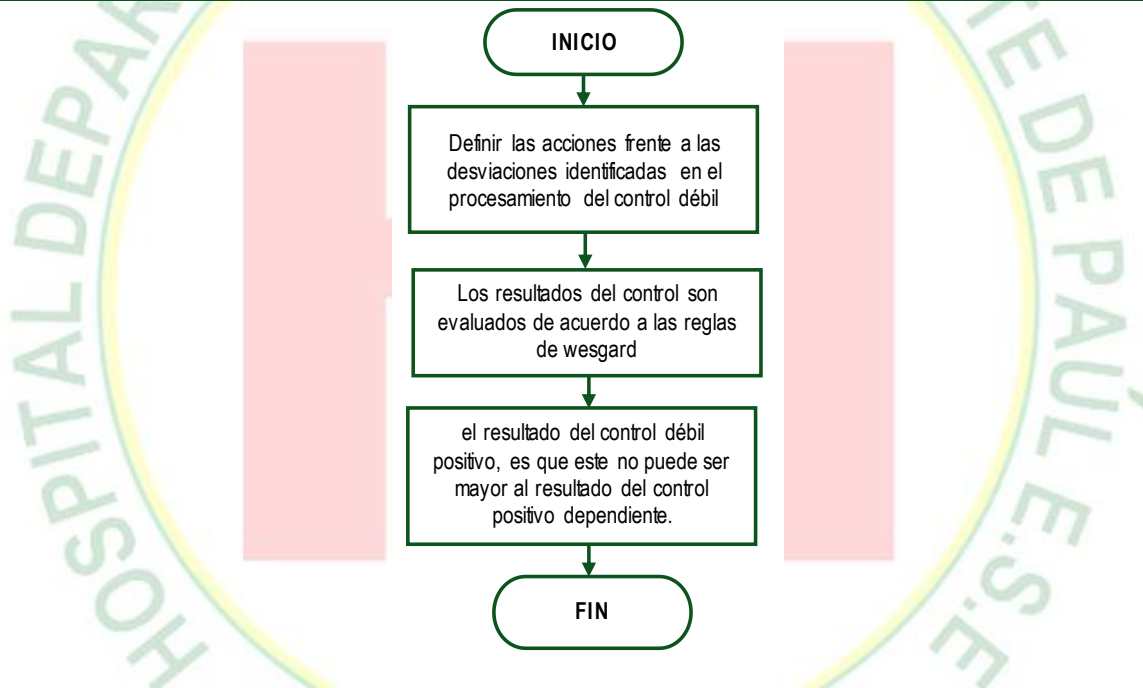 HOSPITAL DEPAR
TE DE PAÚL E.S.E
INICIO
Definir las acciones frente a las
desviaciones identificadas en el
procesamiento del control débil
Los resultados del control son
evaluados de acuerdo a las reglas
de wesgard
el resultado del control débil
positivo, es que este no puede ser
mayor al resultado del control
positivo dependiente.
FIN